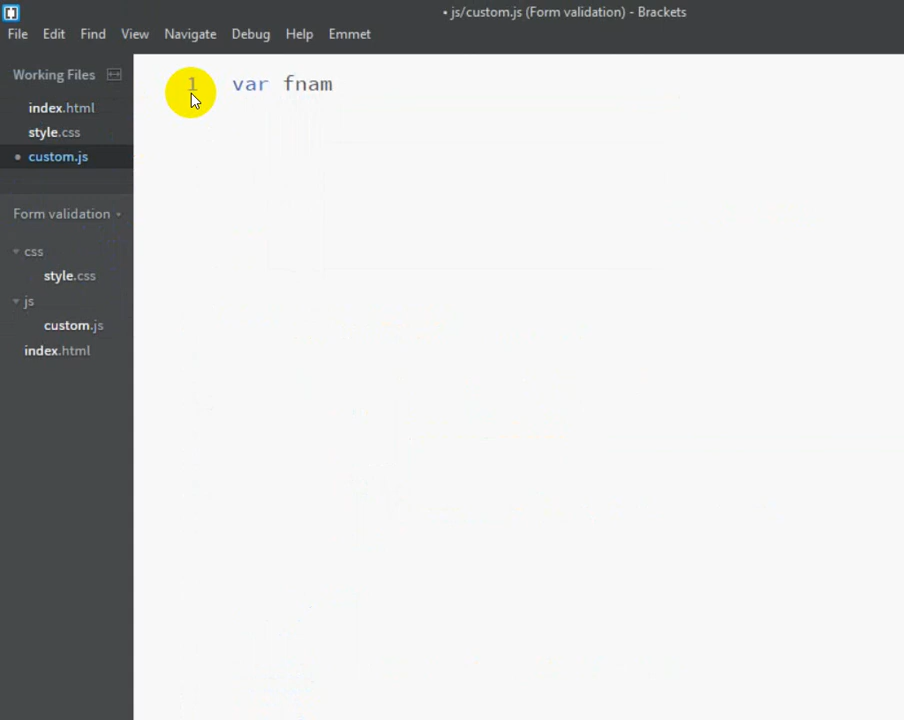 • js/custom.js (Form validation) - Brackets
File Edit Find View Navigate Debug Help Emmet
Working Files
index.html
style.css
custom.js
Form validation
css
style.css
js
custom.js
index.html
1 var fnam